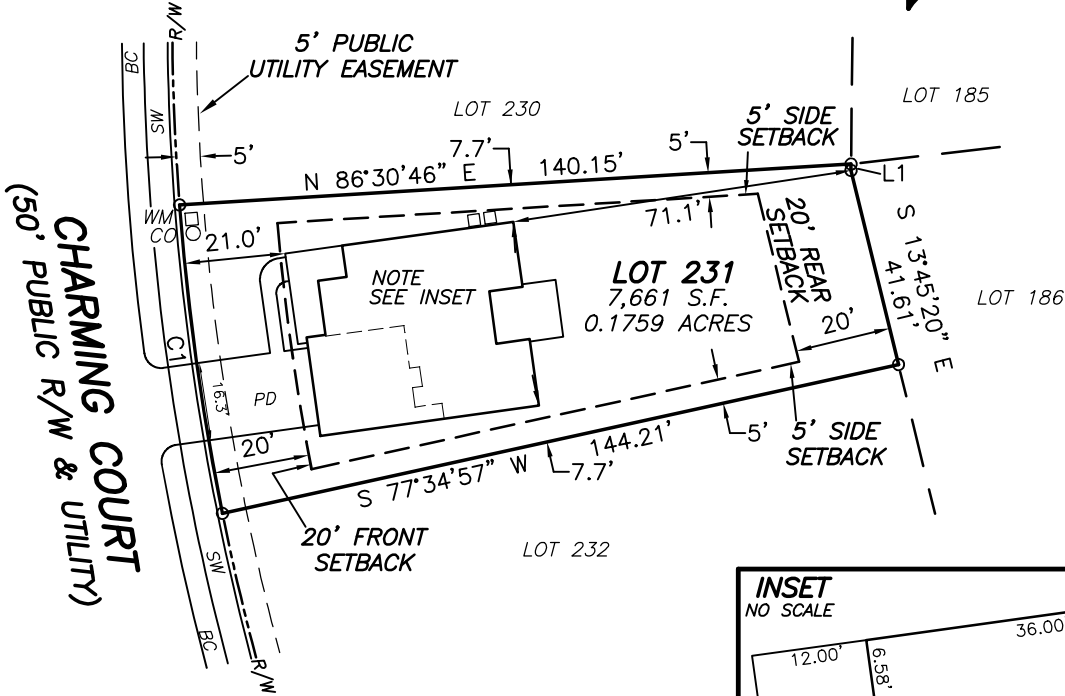 R/W
BC
SW
5' PUBLIC
UTILITY EASEMENT
LOT 230
LOT 185
5' SIDE
SETBACK
5'
7.7'
5'
N 86°30'46" E
140.15'
L1
WM
CO
21.0'
71.1'
20' REAR
SETBACK
S 13°45'20" E
41.61'
NOTE
SEE INSET
LOT 231
7,661 S.F.
0.1759 ACRES
LOT 186
20'
CHARMING COURT
(50' PUBLIC R/W & UTILITY)
C1
16.3'
PD
20'
5'
5' SIDE
SETBACK
144.21'
7.7'
S 77°34'57" W
20' FRONT
SETBACK
LOT 232
SW
BC
R/W
INSET
NO SCALE
12.00'
6.58'
36.00